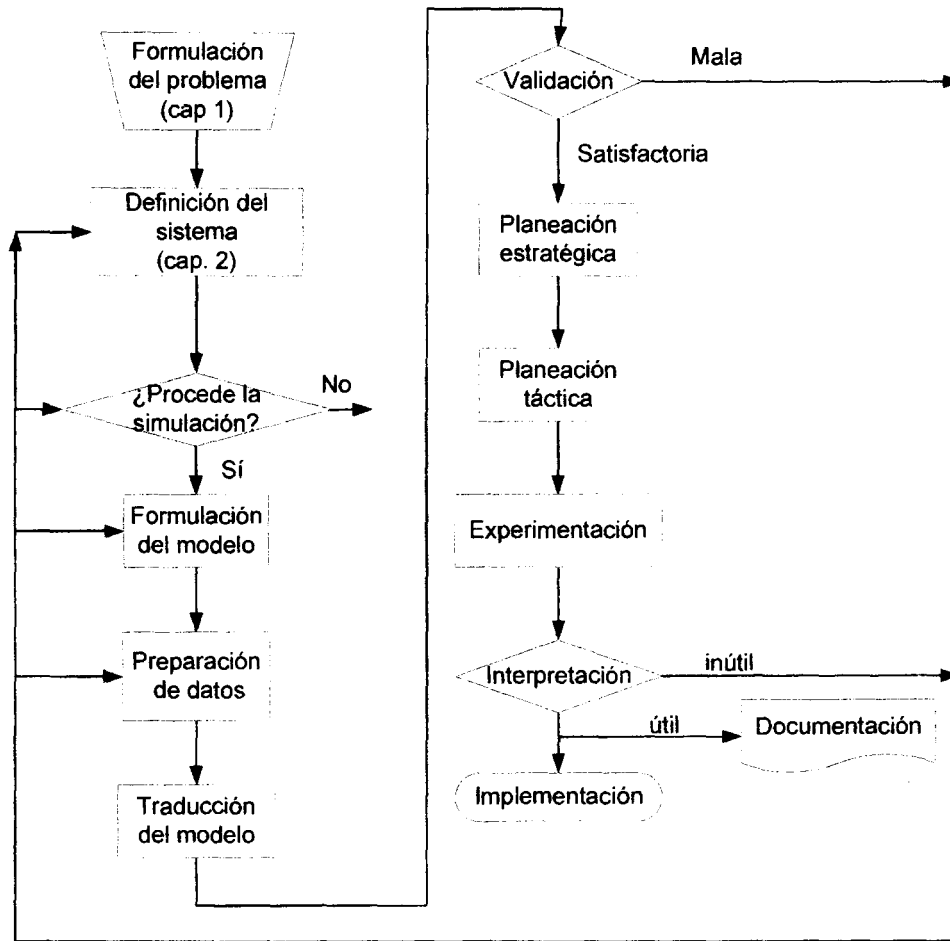 Formulación
del problema
(cap 1)
Definición del
sistema
(cap. 2)
¿Procede la
simulación?
No
Sí
Formulación
del modelo
Preparación
de datos
Traducción
del modelo
Validación
Mala
Satisfactoria
Planeación
estratégica
Planeación
táctica
Experimentación
Interpretación
inútil
útil
Documentación
Implementación